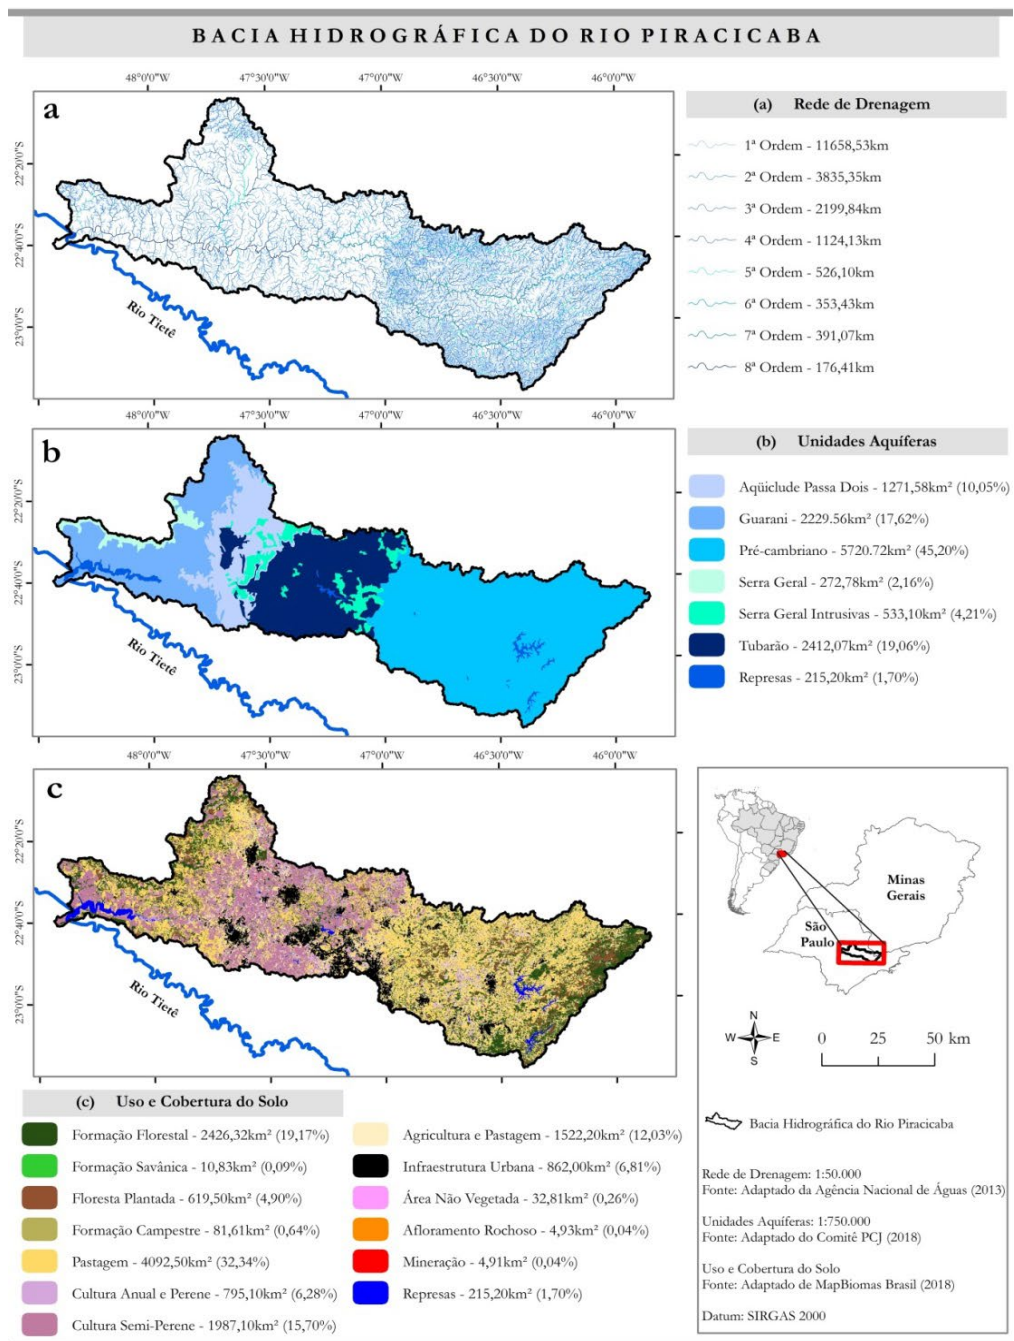 BACIA HIDROGRÁFICA DO RIO PIRACICABA
48°0'0"W 47°30'0"W 47°0'0"W 46°30'0"W 46°0'0"W
a
22°20'0"S
22°40'0"S
23°0'0"S
Rio Tietê
(a) Rede de Drenagem
1ª Ordem - 11658,53km
2ª Ordem - 3835,35km
3ª Ordem - 2199,84km
4ª Ordem - 1124,13km
5ª Ordem - 526,10km
6ª Ordem - 353,43km
7ª Ordem - 391,07km
8ª Ordem - 176,41km
48°0'0"W 47°30'0"W 47°0'0"W 46°30'0"W 46°0'0"W
b
22°20'0"S
22°40'0"S
23°0'0"S
Rio Tietê
(b) Unidades Aquíferas
Aqüiclude Passa Dois - 1271,58km² (10,05%)
Guarani - 2229.56km² (17,62%)
Pré-cambriano - 5720.72km² (45,20%)
Serra Geral - 272,78km² (2,16%)
Serra Geral Intrusivas - 533,10km² (4,21%)
Tubarão - 2412,07km² (19,06%)
Represas - 215,20km² (1,70%)
48°0'0"W 47°30'0"W 47°0'0"W 46°30'0"W 46°0'0"W
c
22°20'0"S
22°40'0"S
23°0'0"S
Rio Tietê
Minas
Gerais
São
Paulo
N
W E
S
0 25 50 km
Bacia Hidrográfica do Rio Piracicaba
Rede de Drenagem: 1:50.000
Fonte: Adaptado da Agência Nacional de Águas (2013)
Unidades Aquíferas: 1:750.000
Fonte: Adaptado do Comitê PCJ (2018)
Uso e Cobertura do Solo
Fonte: Adaptado de MapBiomas Brasil (2018)
Datum: SIRGAS 2000
(c) Uso e Cobertura do Solo
Formação Florestal - 2426,32km² (19,17%)
Formação Savânica - 10,83km² (0,09%)
Floresta Plantada - 619,50km² (4,90%)
Formação Campestre - 81,61km² (0,64%)
Pastagem - 4092,50km² (32,34%)
Cultura Anual e Perene - 795,10km² (6,28%)
Cultura Semi-Perene - 1987,10km² (15,70%)
Agricultura e Pastagem - 1522,20km² (12,03%)
Infraestrutura Urbana - 862,00km² (6,81%)
Área Não Vegetada - 32,81km² (0,26%)
Afloramento Rochoso - 4,93km² (0,04%)
Mineração - 4,91km² (0,04%)
Represas - 215,20km² (1,70%)